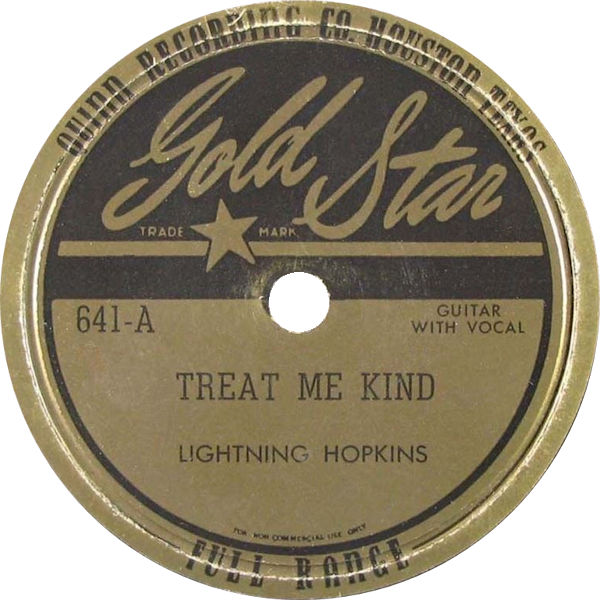 QUINN RECORDING CO. HOUSTON TEXAS
Gold Star
TRADE MARK
641-A
GUITAR
WITH VOCAL
TREAT ME KIND
LIGHTNING HOPKINS
FOR NON COMMERCIAL USE ONLY
FULL RANGE